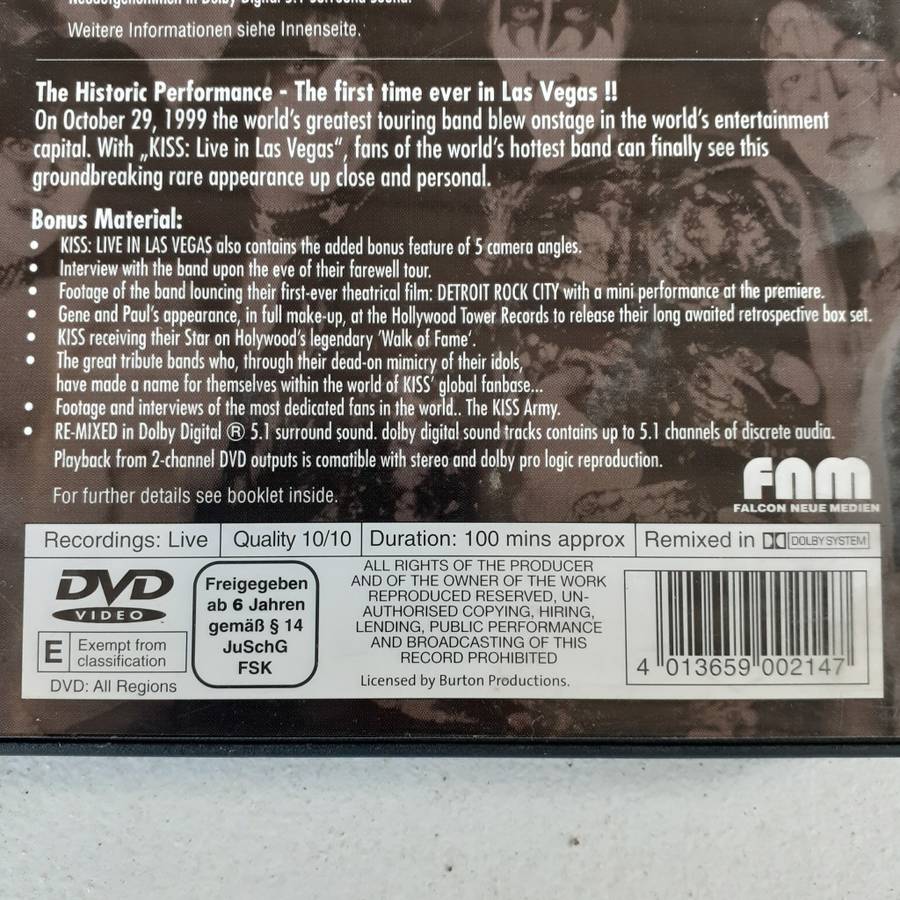 Weitere Informationen siehe Innenseite.
The Historic Performance - The first time ever in Las Vegas !!
On October 29, 1999 the world's greatest touring band blew onstage in the world's entertainment
capital. With „KISS: Live in Las Vegas", fans of the world's hottest band can finally see this
groundbreaking rare appearance up close and personal.
Bonus Material:
• KISS: LIVE IN LAS VEGAS also contains the added bonus feature of 5 camera angles.
• Interview with the band upon the eve of their farewell tour.
• Footage of the band louncing their first-ever theatrical film: DETROIT ROCK CITY with a mini performance at the premiere.
• Gene and Paul's appearance, in full make-up, at the Hollywood Tower Records to release their long awaited retrospective box set.
• KISS receiving their Star on Holywood's legendary 'Walk of Fame'.
• The great tribute bands who, through their dead-on mimicry of their idols,
have made a name for themselves within the world of KISS' global fanbase...
• Footage and interviews of the most dedicated fans in the world.. The KISS Army.
• RE-MIXED in Dolby Digital ® 5.1 surround sound. dolby digital sound tracks contains up to 5.1 channels of discrete audio.
Playback from 2-channel DVD outputs is comatible with stereo and dolby pro logic reproduction.
For further details see booklet inside.
FNM
FALCON NEUE MEDIEN
Recordings: Live
Quality 10/10
Duration: 100 mins approx
Remixed in DOLBY SYSTEM
DVD
VIDEO
E Exempt from
classification
DVD: All Regions
Freigegeben
ab 6 Jahren
gemäß § 14
JuSchG
FSK
ALL RIGHTS OF THE PRODUCER
AND OF THE OWNER OF THE WORK
REPRODUCED RESERVED, UN-
AUTHORISED COPYING, HIRING,
LENDING, PUBLIC PERFORMANCE
AND BROADCASTING OF THIS
RECORD PROHIBITED
Licensed by Burton Productions.
4 013659 002147